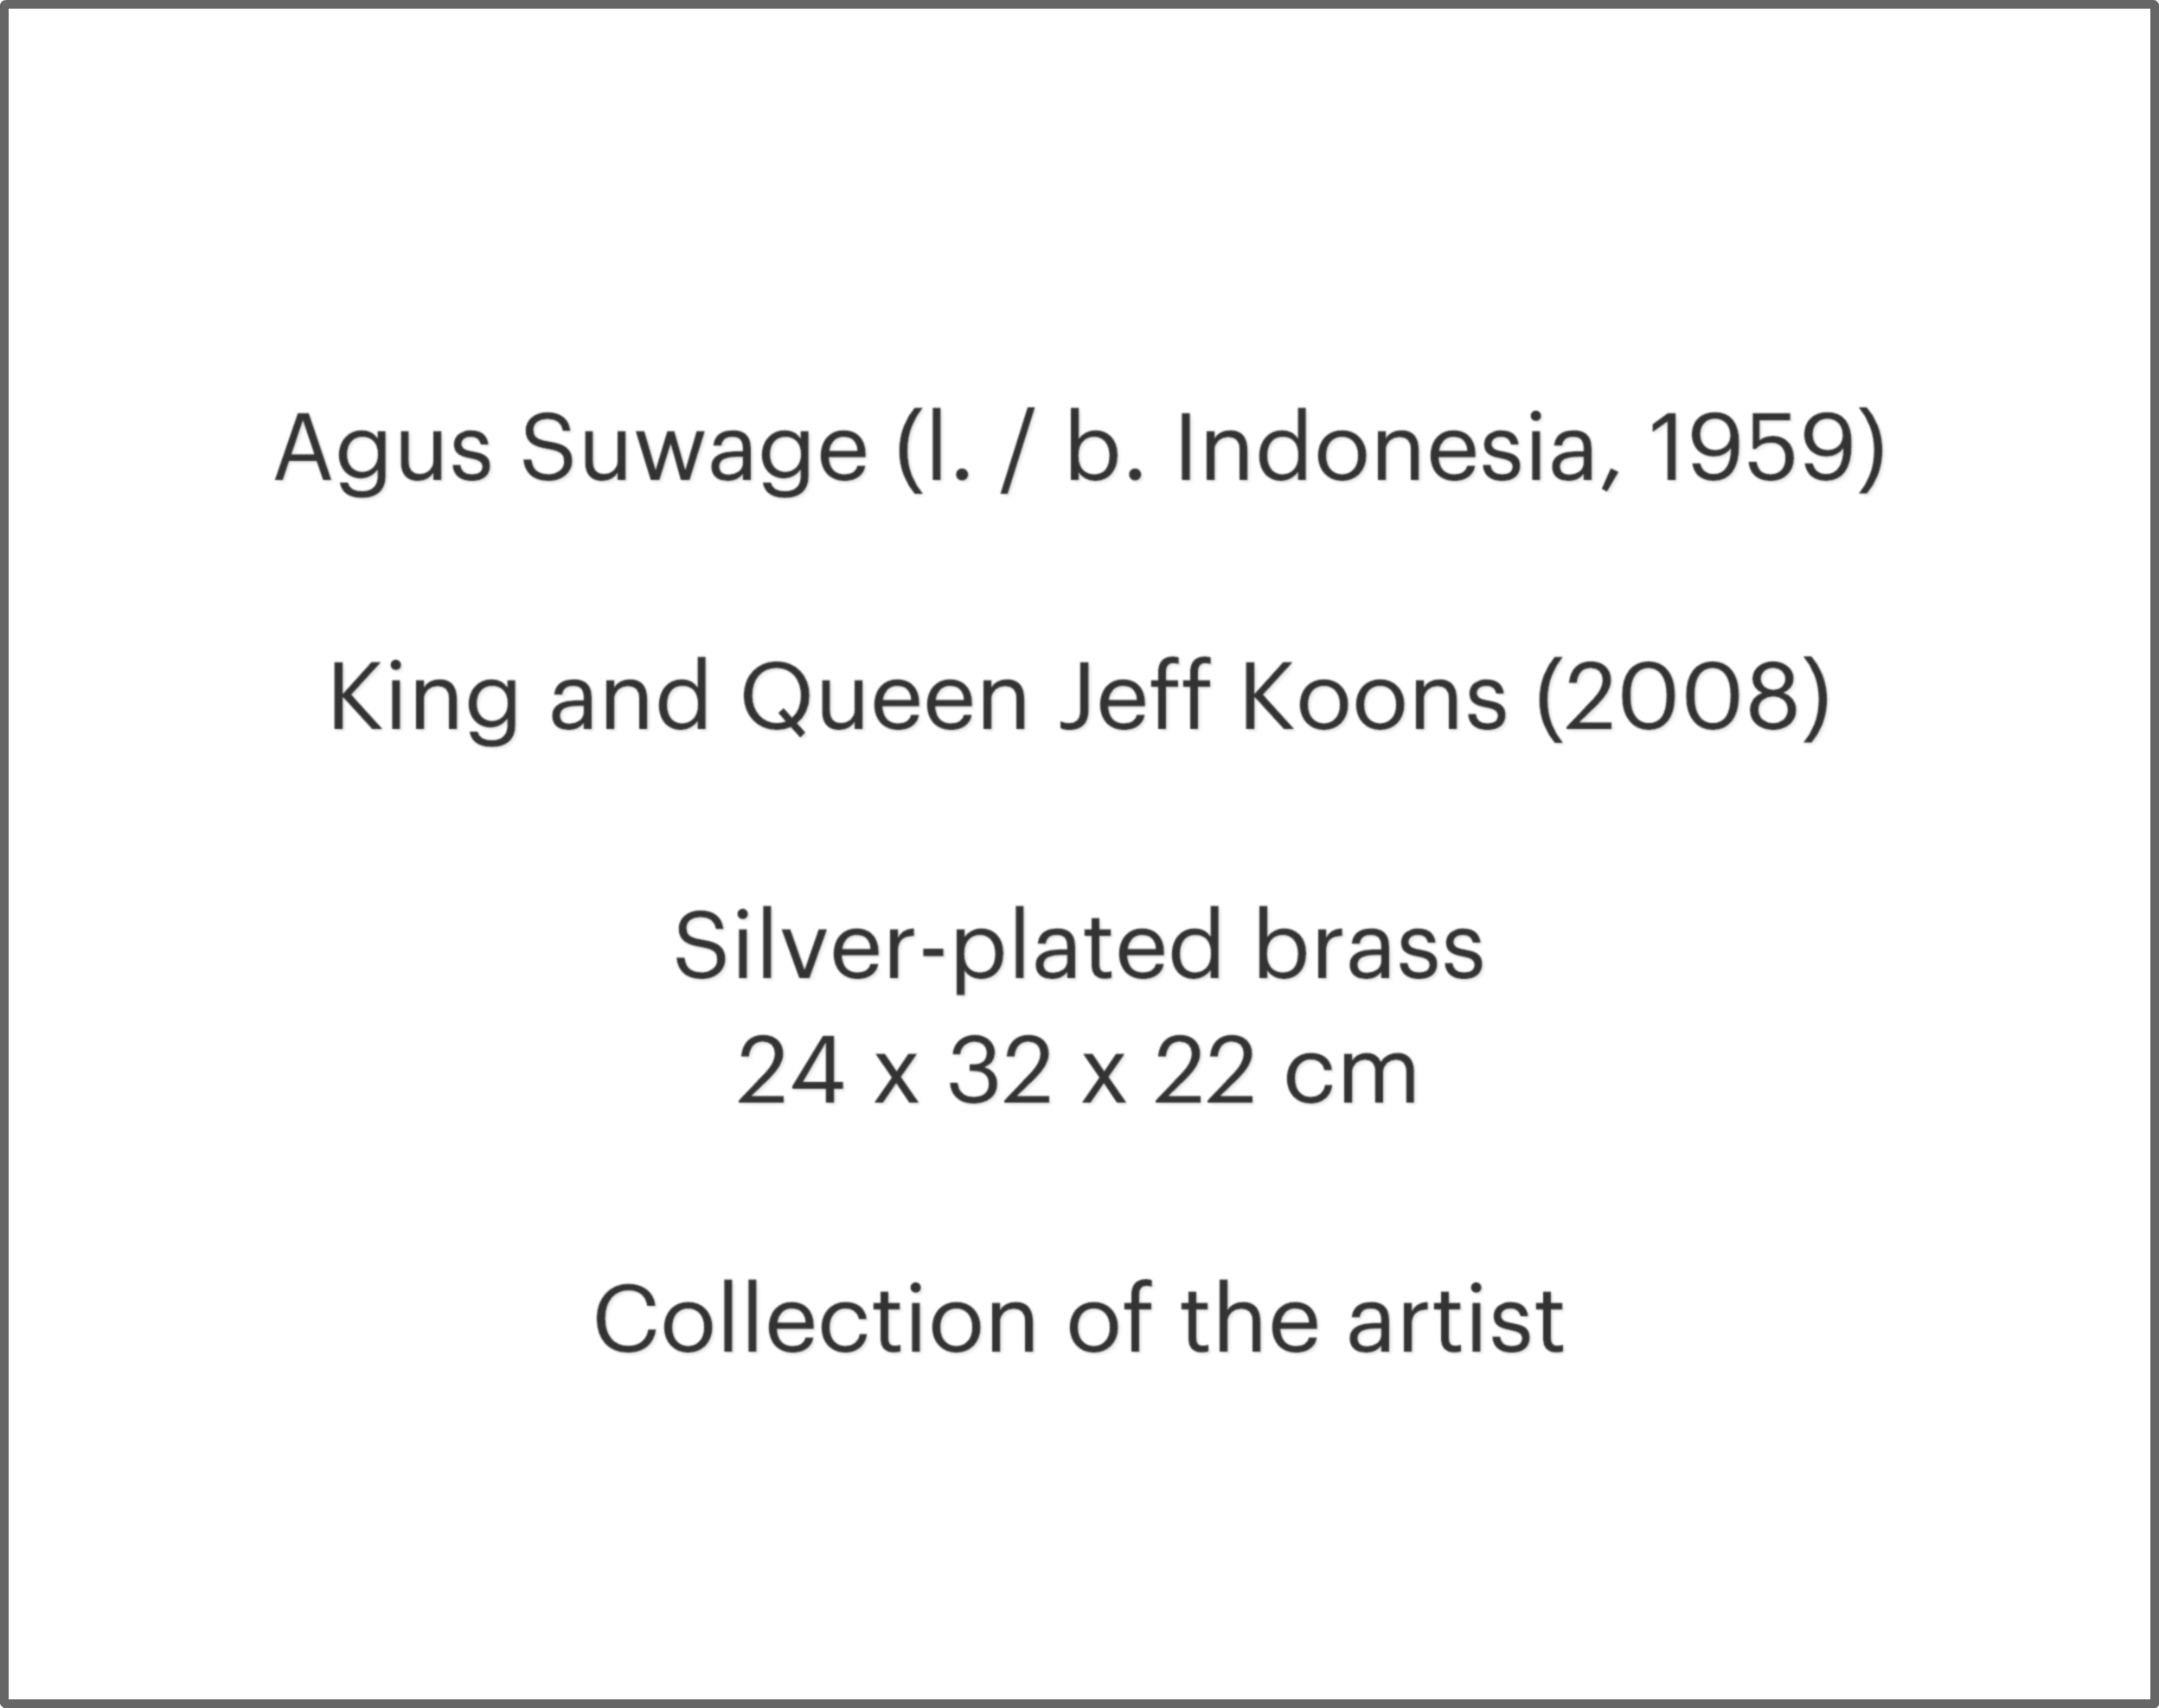 Agus Suwage (l. / b. Indonesia, 1959)
King and Queen Jeff Koons (2008)
Silver-plated brass
24 x 32 x 22 cm
Collection of the artist